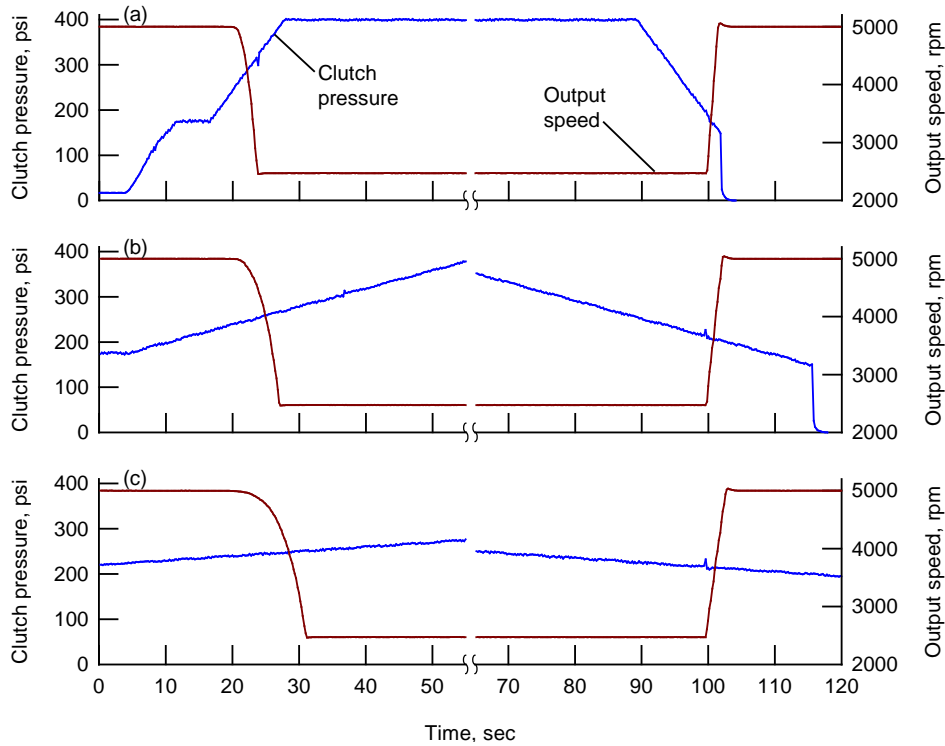 (a)
Clutch pressure, psi
400
300
200
100
0
Clutch
pressure
Output
speed
5000
4000
3000
2000
Output speed, rpm
(b)
Clutch pressure, psi
400
300
200
100
0
5000
4000
3000
2000
Output speed, rpm
(c)
Clutch pressure, psi
400
300
200
100
0
5000
4000
3000
2000
Output speed, rpm
0 10 20 30 40 50 70 80 90 100 110 120
Time, sec